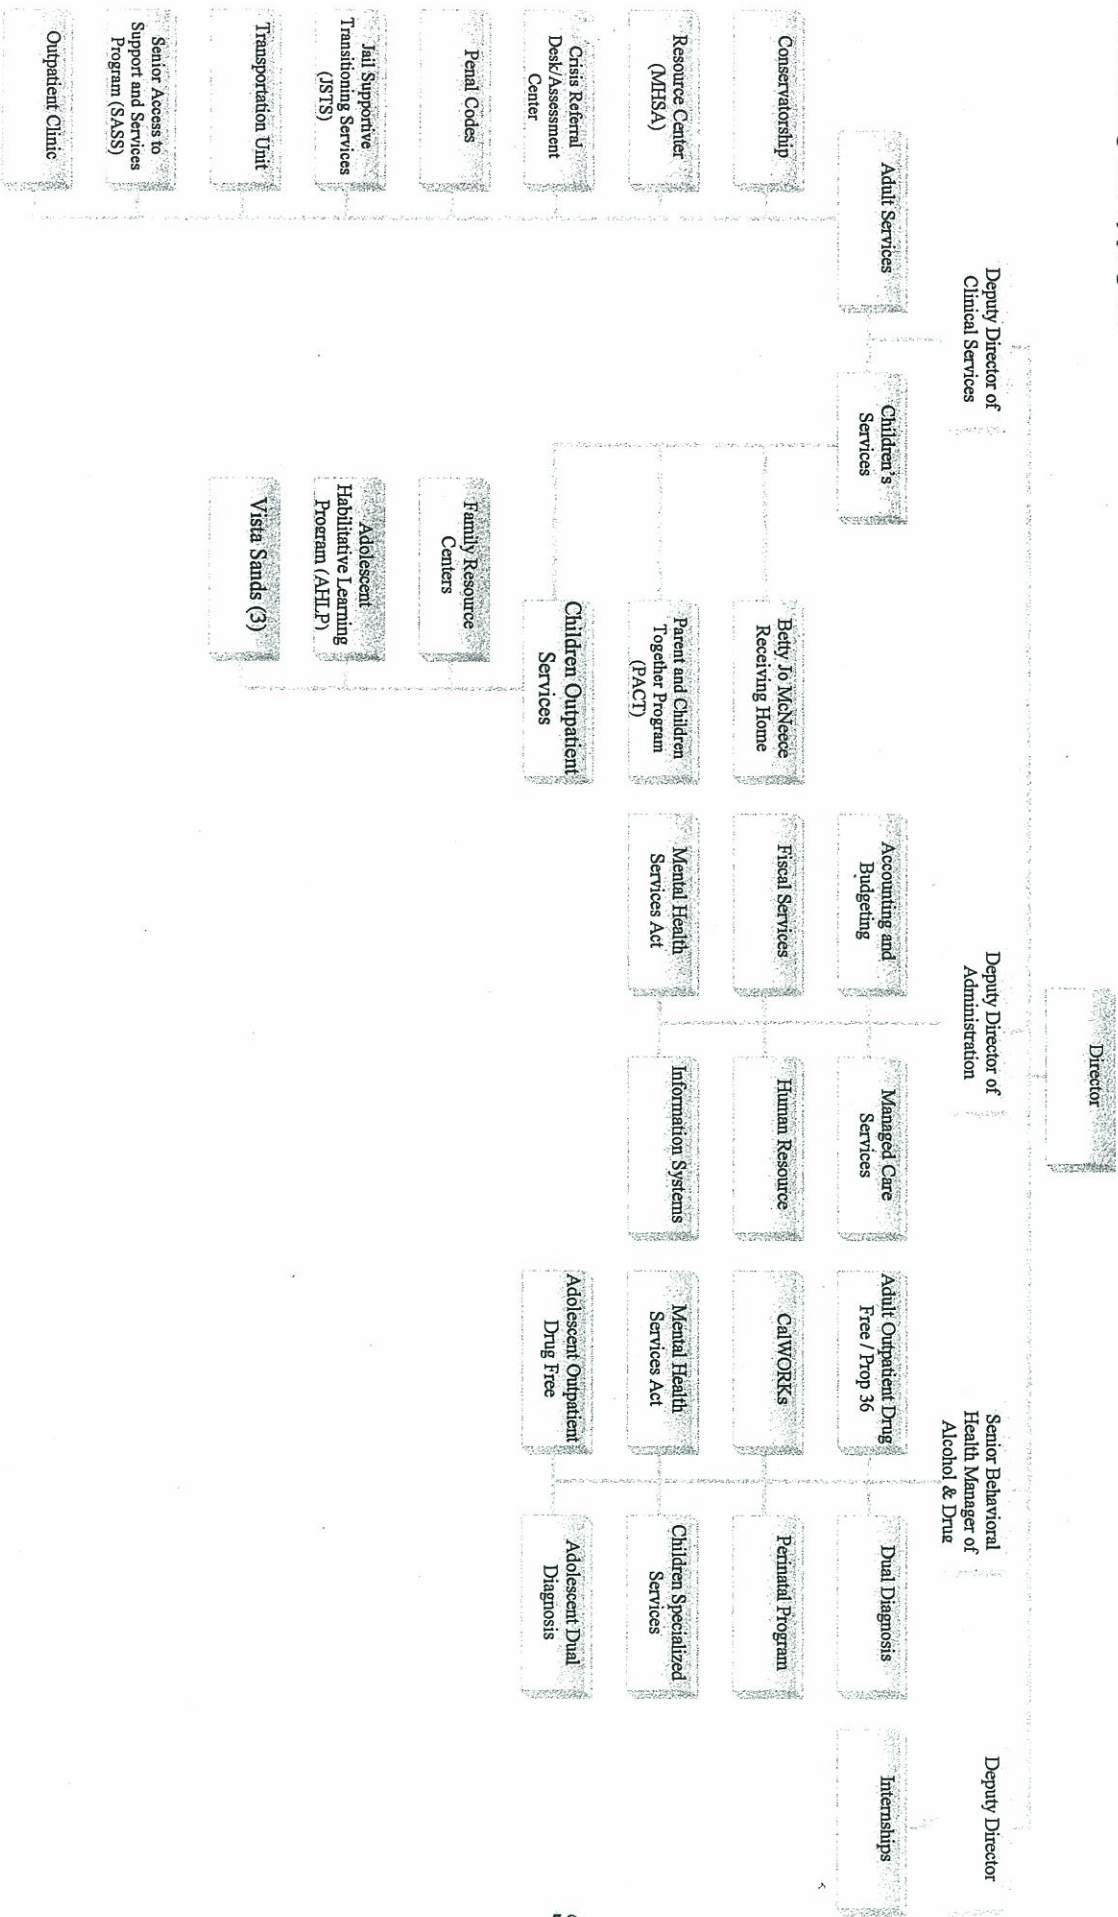 Director
Deputy Director of
Clinical Services
Deputy Director of
Administration
Senior Behavioral
Health Manager of
Alcohol & Drug
Deputy Director
Adult Services
Children's
Services
Accounting and
Budgeting
Managed Care
Services
Adult Outpatient Drug
Free / Prop 36
Dual Diagnosis
Internships
Conservatorship
Betty Jo McNeece
Receiving Home
Fiscal Services
Human Resource
CalWORKs
Perinatal Program
Resource Center
(MHSA)
Parent and Children
Together Program
(PACT)
Mental Health
Services Act
Information Systems
Mental Health
Services Act
Children Specialized
Services
Crisis Referral
Desk/Assessment
Center
Children Outpatient
Services
Adolescent Outpatient
Drug Free
Adolescent Dual
Diagnosis
Penal Codes
Family Resource
Centers
Jail Supportive
Transitioning Services
(JSTS)
Adolescent
Habilitative Learning
Program (AHLP)
Transportation Unit
Vista Sands (3)
Senior Access to
Support and Services
Program (SASS)
Outpatient Clinic